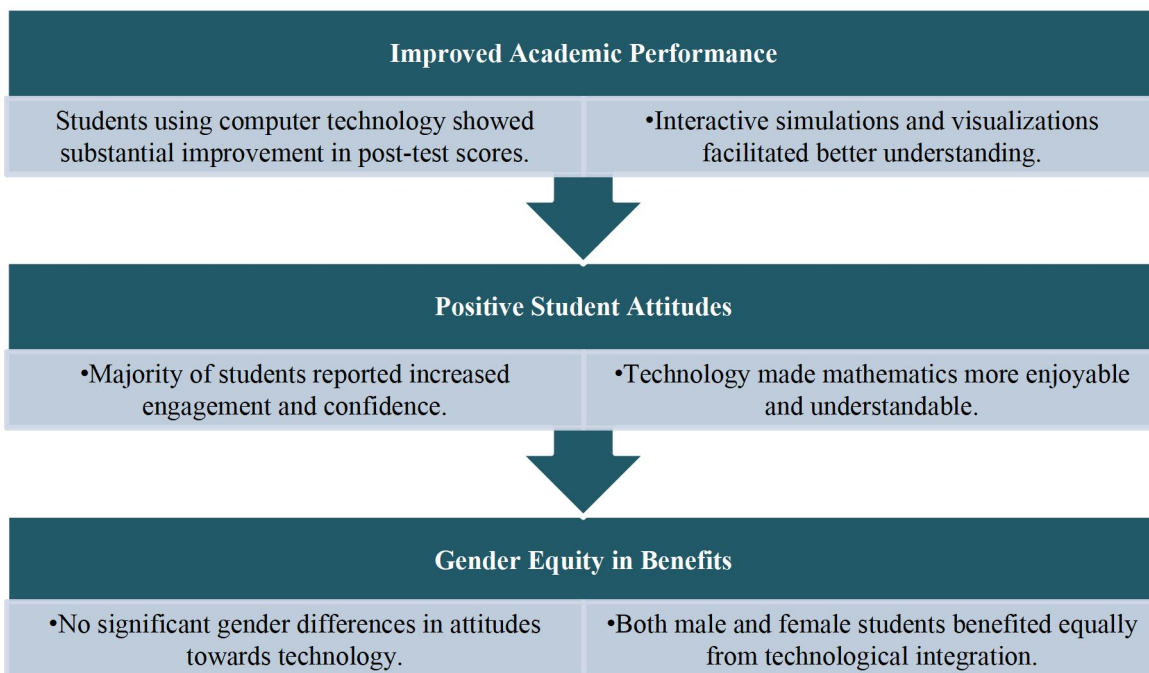 Improved Academic Performance
Students using computer technology showed
substantial improvement in post-test scores.
•Interactive simulations and visualizations
facilitated better understanding.
Positive Student Attitudes
•Majority of students reported increased
engagement and confidence.
•Technology made mathematics more enjoyable
and understandable.
Gender Equity in Benefits
•No significant gender differences in attitudes
towards technology.
•Both male and female students benefited equally
from technological integration.